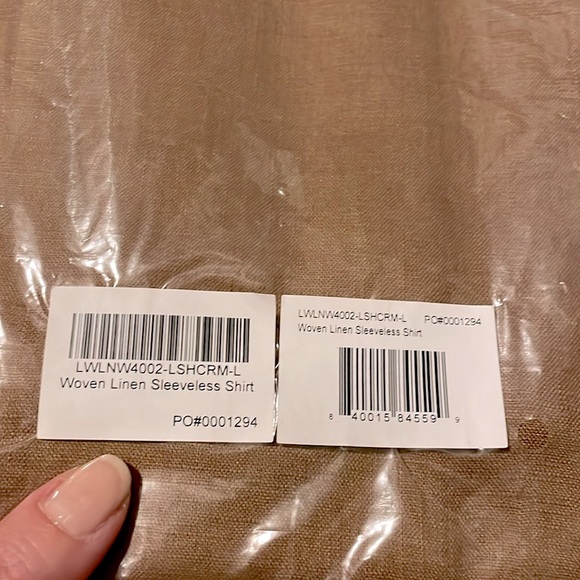 LWLNW4002-LSHCRM-L
Woven Linen Sleeveless Shirt
PO#0001294
LWLNW4002-LSHCRM-L PO#0001294
Woven Linen Sleeveless Shirt
8 40015 84559 9